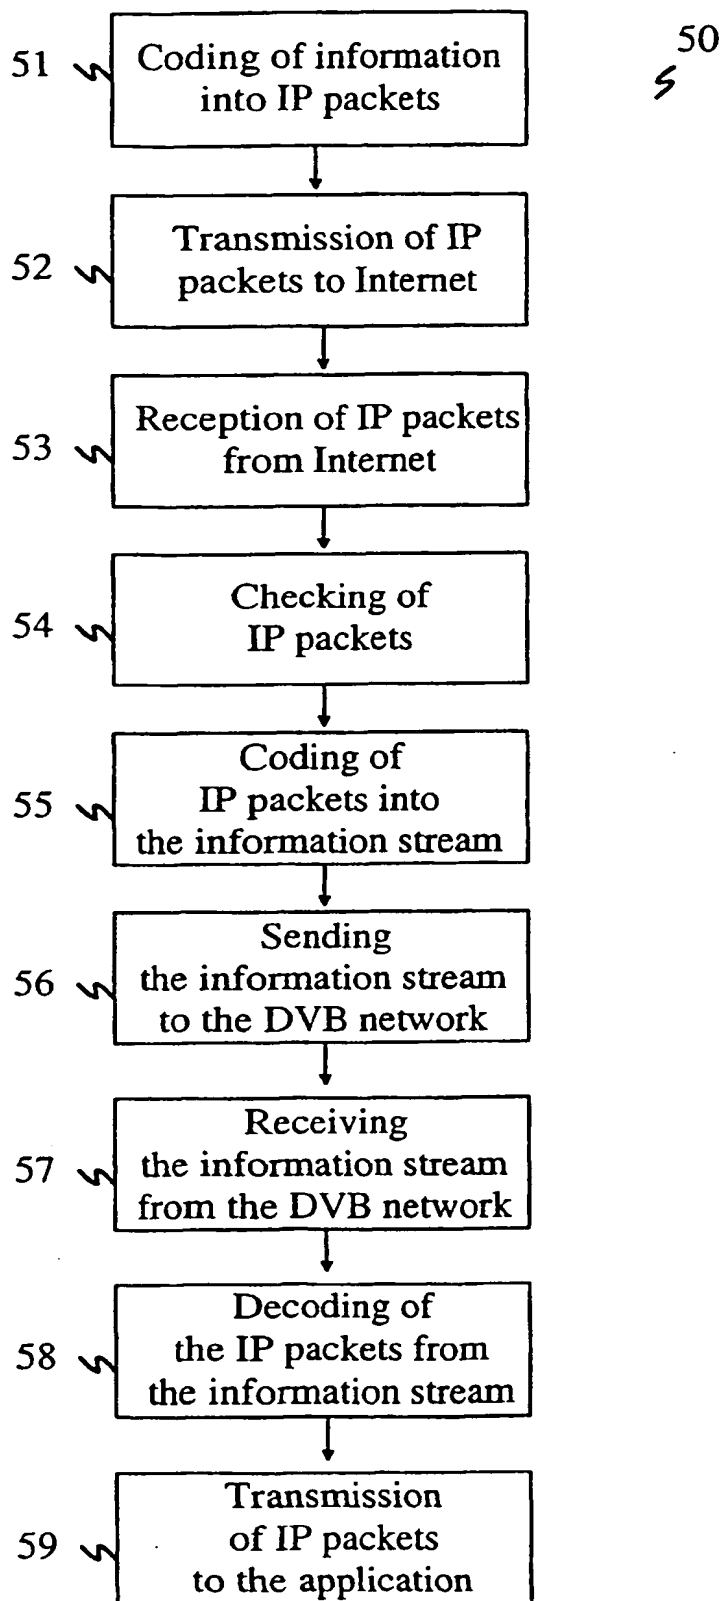 50
51
Coding of information
into IP packets
52
Transmission of IP
packets to Internet
53
Reception of IP packets
from Internet
54
Checking of
IP packets
55
Coding of
IP packets into
the information stream
56
Sending
the information stream
to the DVB network
57
Receiving
the information stream
from the DVB network
58
Decoding of
the IP packets from
the information stream
59
Transmission
of IP packets
to the application